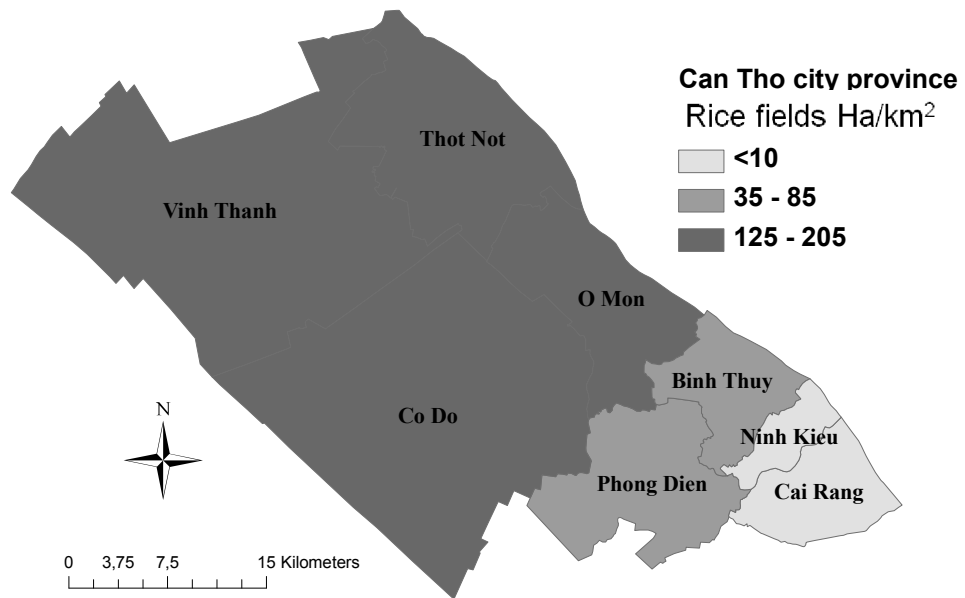 Can Tho city province
Rice fields Ha/km²
<10
35 - 85
125 - 205
Thot Not
Vinh Thanh
O Mon
Binh Thuy
Co Do
Ninh Kieu
Phong Dien
Cai Rang
N
0 3,75 7,5 15 Kilometers